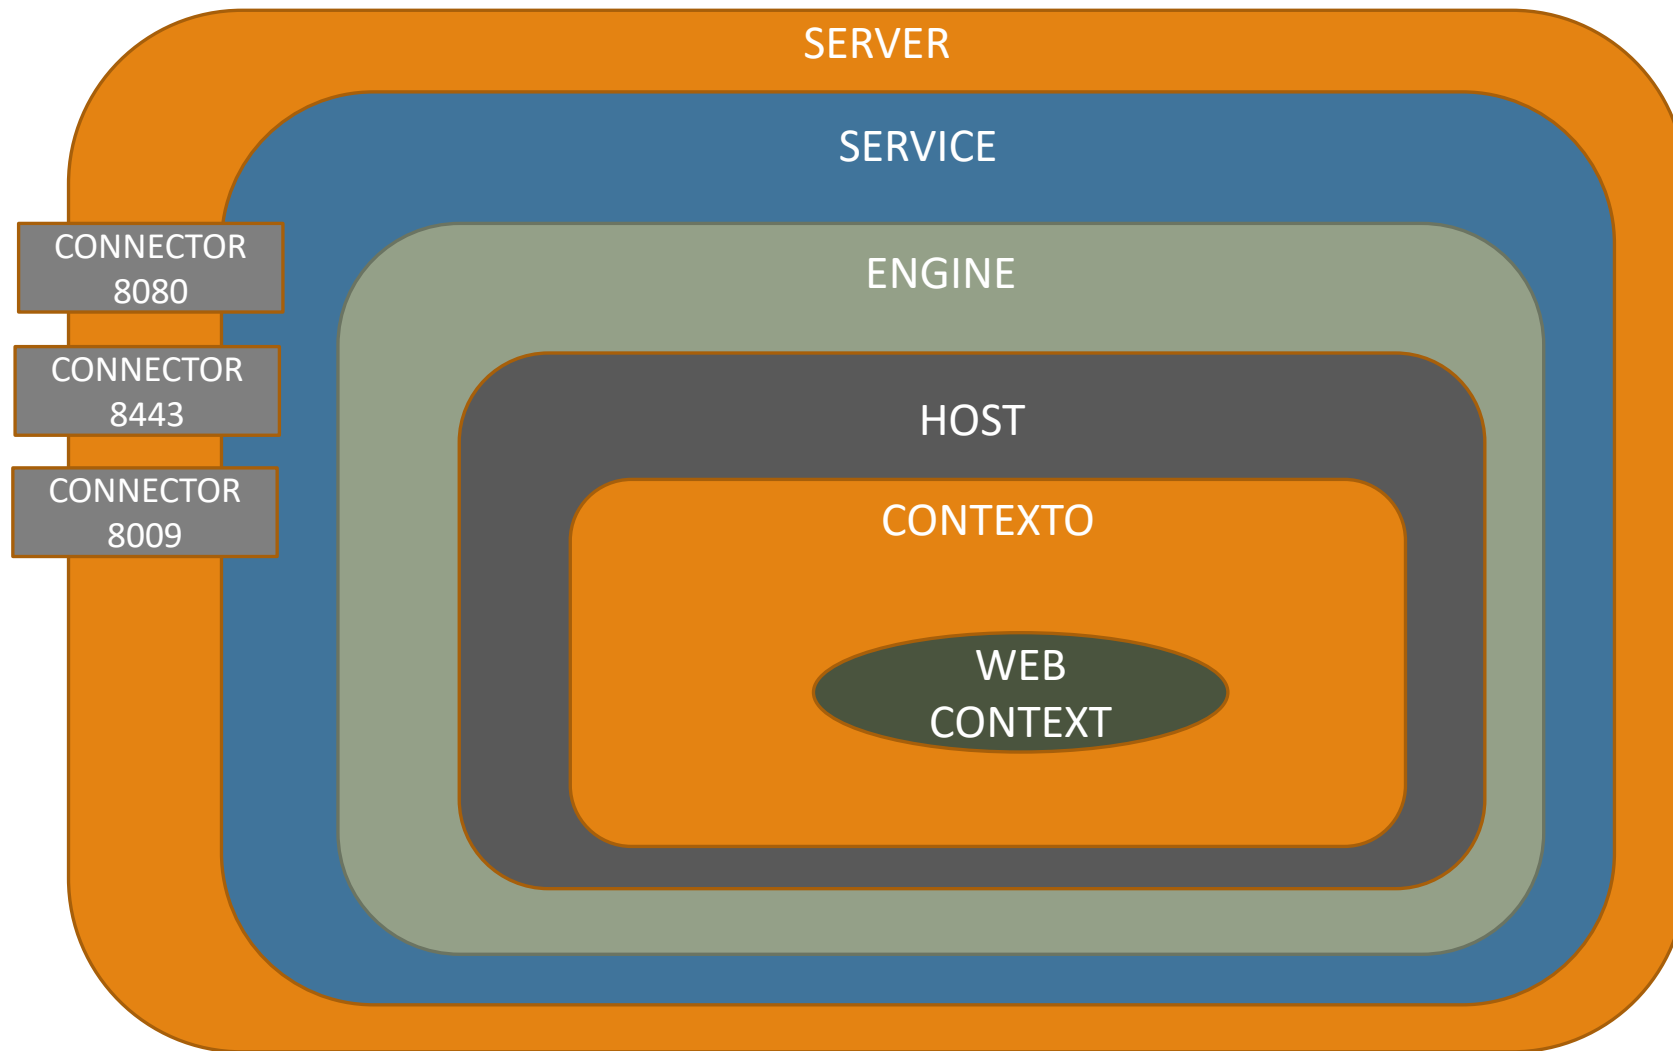 SERVER
SERVICE
CONNECTOR
8080
ENGINE
CONNECTOR
8443
HOST
CONNECTOR
8009
CONTEXTO
WEB
CONTEXT